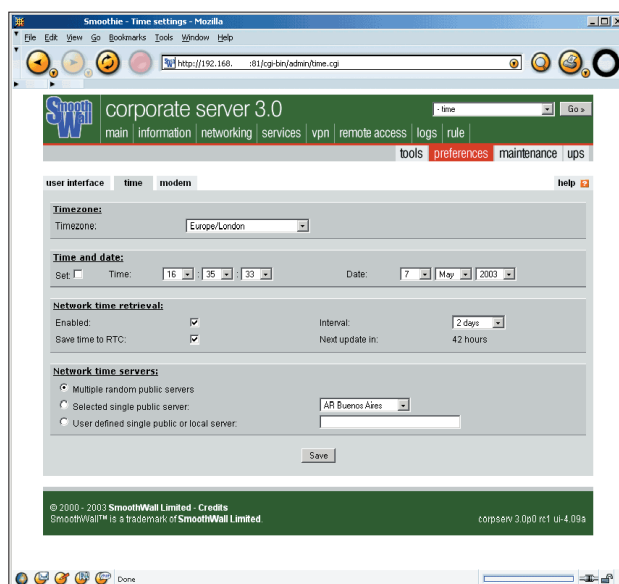 Smoothie - Time settings - Mozilla
File Edit View Go Bookmarks Tools Window Help
http://192.168. :81/cgi-bin/admin/time.cgi
Smooth Wall corporate server 3.0 - time Go »
main information networking services vpn remote access logs rule
tools preferences maintenance ups
user interface time modem help ?
Timezone:
Timezone: Europe/London
Time and date:
Set: Time: 16 : 35 : 33 Date: 7 May 2003
Network time retrieval:
Enabled: Interval: 2 days
Save time to RTC: Next update in: 42 hours
Network time servers:
Multiple random public servers
Selected single public server: AR Buenos Aires
User defined single public or local server:
Save
© 2000 - 2003 SmoothWall Limited - Credits
SmoothWall™ is a trademark of SmoothWall Limited. corpserv 3.0p0 rc1 ui-4.09a
Done